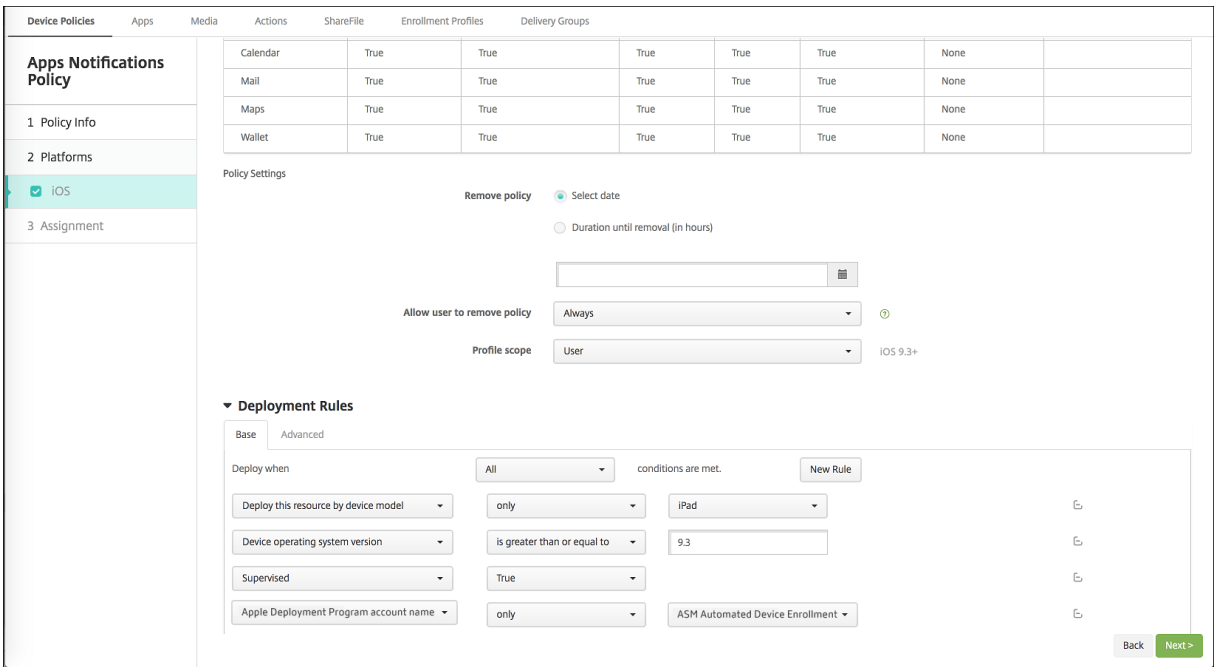 Device Policies Apps Media Actions ShareFile Enrollment Profiles Delivery Groups
Apps Notifications
Policy
1 Policy Info
2 Platforms
iOS
3 Assignment
Calendar True True True True True None
Mail True True True True True None
Maps True True True True True None
Wallet True True True True True None
Policy Settings
Remove policy Select date
Duration until removal (in hours)
Allow user to remove policy Always ?
Profile scope User iOS 9.3+
Deployment Rules
Base Advanced
Deploy when All conditions are met. New Rule
Deploy this resource by device model only iPad
Device operating system version is greater than or equal to 9.3
Supervised True
Apple Deployment Program account name only ASM Automated Device Enrollment
Back Next >